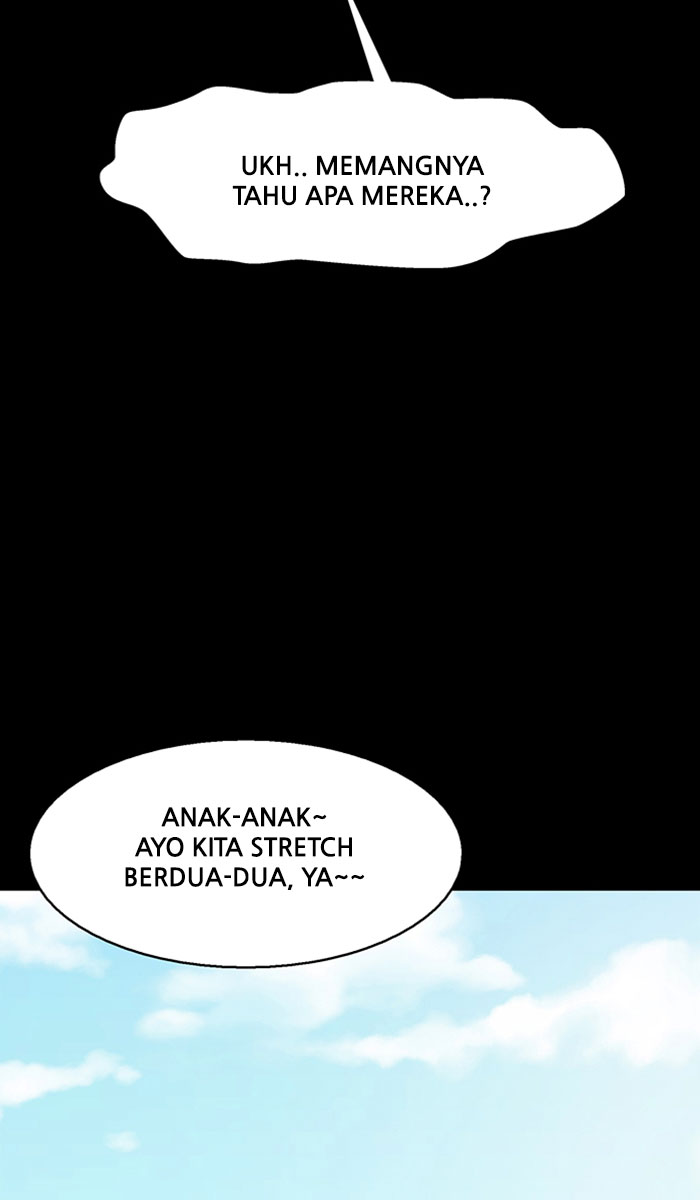 UKH.. MEMANGNYA
TAHU APA MEREKA..?
ANAK-ANAK~
AYO KITA STRETCH
BERDUA-DUA, YA~~